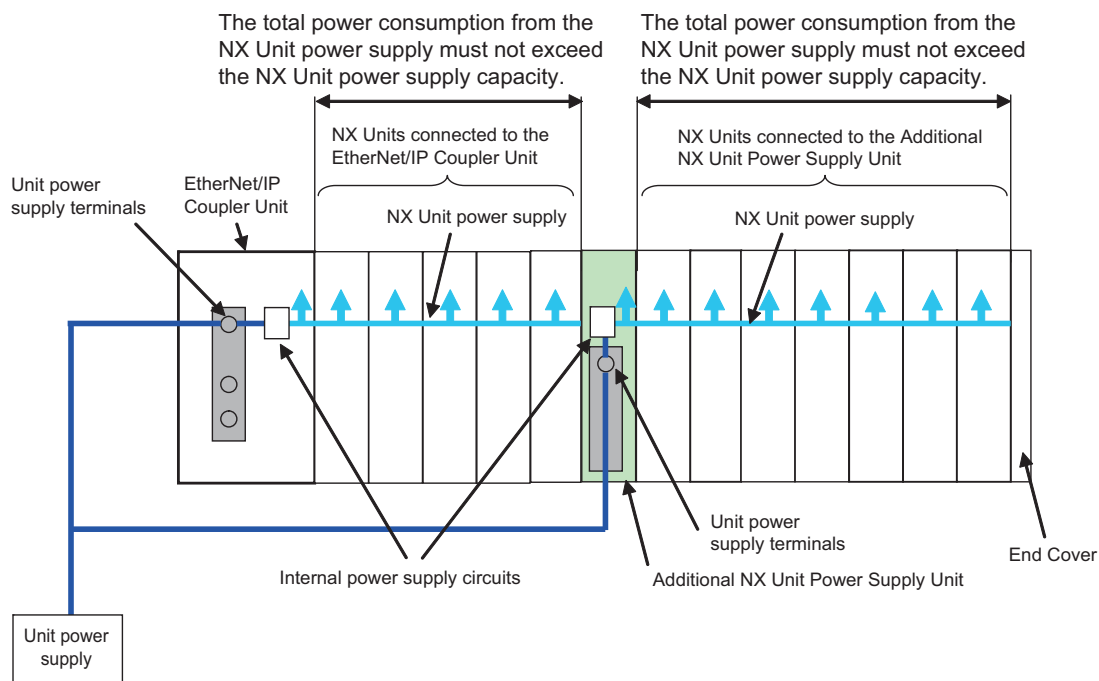 The total power consumption from the
NX Unit power supply must not exceed
the NX Unit power supply capacity.
The total power consumption from the
NX Unit power supply must not exceed
the NX Unit power supply capacity.
NX Units connected to the
EtherNet/IP Coupler Unit
NX Units connected to the Additional
NX Unit Power Supply Unit
Unit power
supply terminals
EtherNet/IP
Coupler Unit
NX Unit power supply
NX Unit power supply
Internal power supply circuits
Unit power
supply terminals
Additional NX Unit Power Supply Unit
End Cover
Unit power
supply